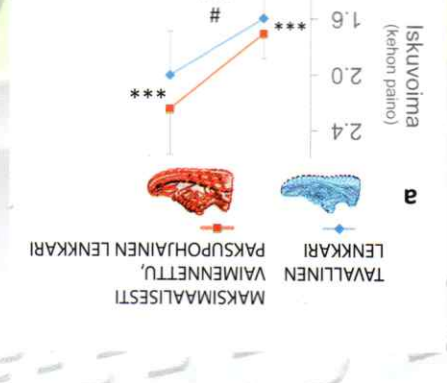 a
TAVALLINEN
LENKKARI
MAKSIMAALISESTI
VAIMENNETTU,
PAKSUPOHJAINEN LENKKARI
Iskuvoima
(kehon paino)
2.4
2.0
1.6
***
***
#